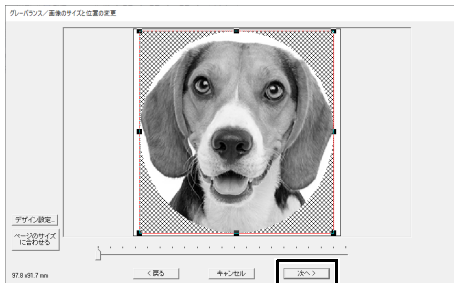 グレーバランス／画像のサイズと位置の変更
デザイン設定...
ページのサイズ
に合わせる
97.8 x91.7 mm
< 戻る
キャンセル
次へ >